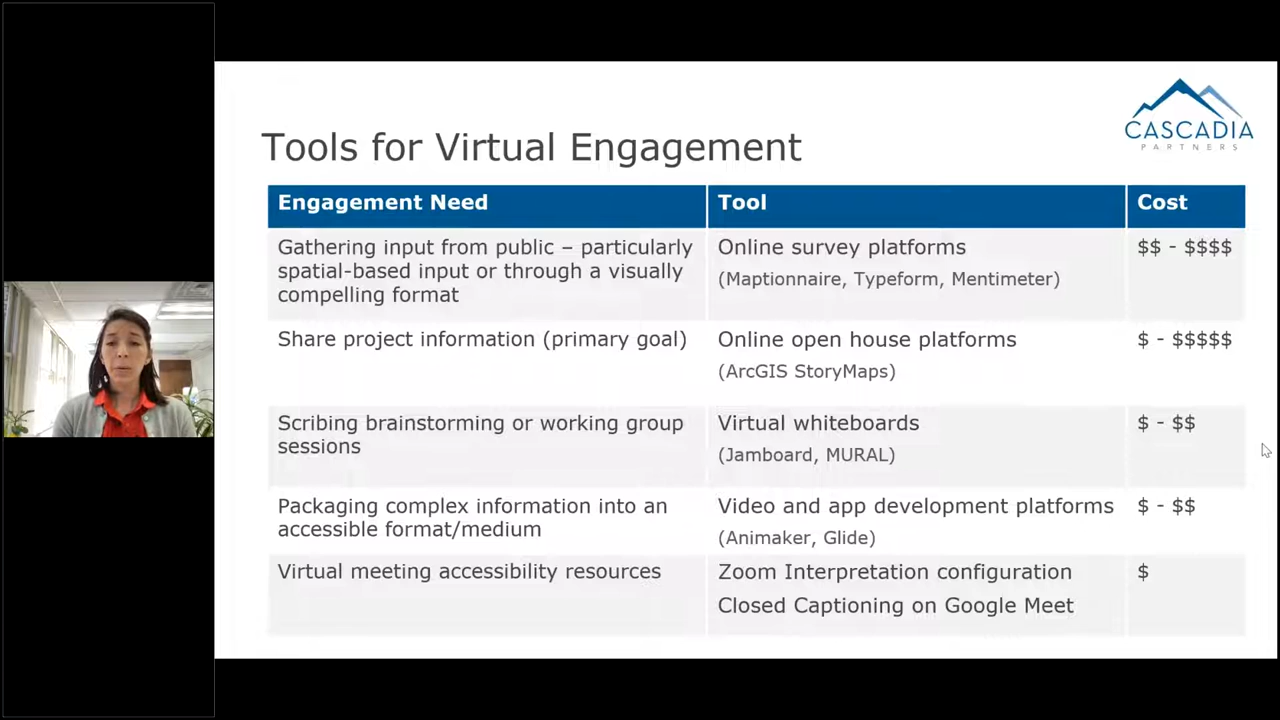 CASCADIA
PARTNERS
Tools for Virtual Engagement
Engagement Need Tool Cost
Gathering input from public – particularly
spatial-based input or through a visually
compelling format
Online survey platforms
(Maptionnaire, Typeform, Mentimeter)
$$ - $$$$
Share project information (primary goal)
Online open house platforms
(ArcGIS StoryMaps)
$ - $$$$$
Scribing brainstorming or working group
sessions
Virtual whiteboards
(Jamboard, MURAL)
$ - $$
Packaging complex information into an
accessible format/medium
Video and app development platforms
(Animaker, Glide)
$ - $$
Virtual meeting accessibility resources
Zoom Interpretation configuration
Closed Captioning on Google Meet
$